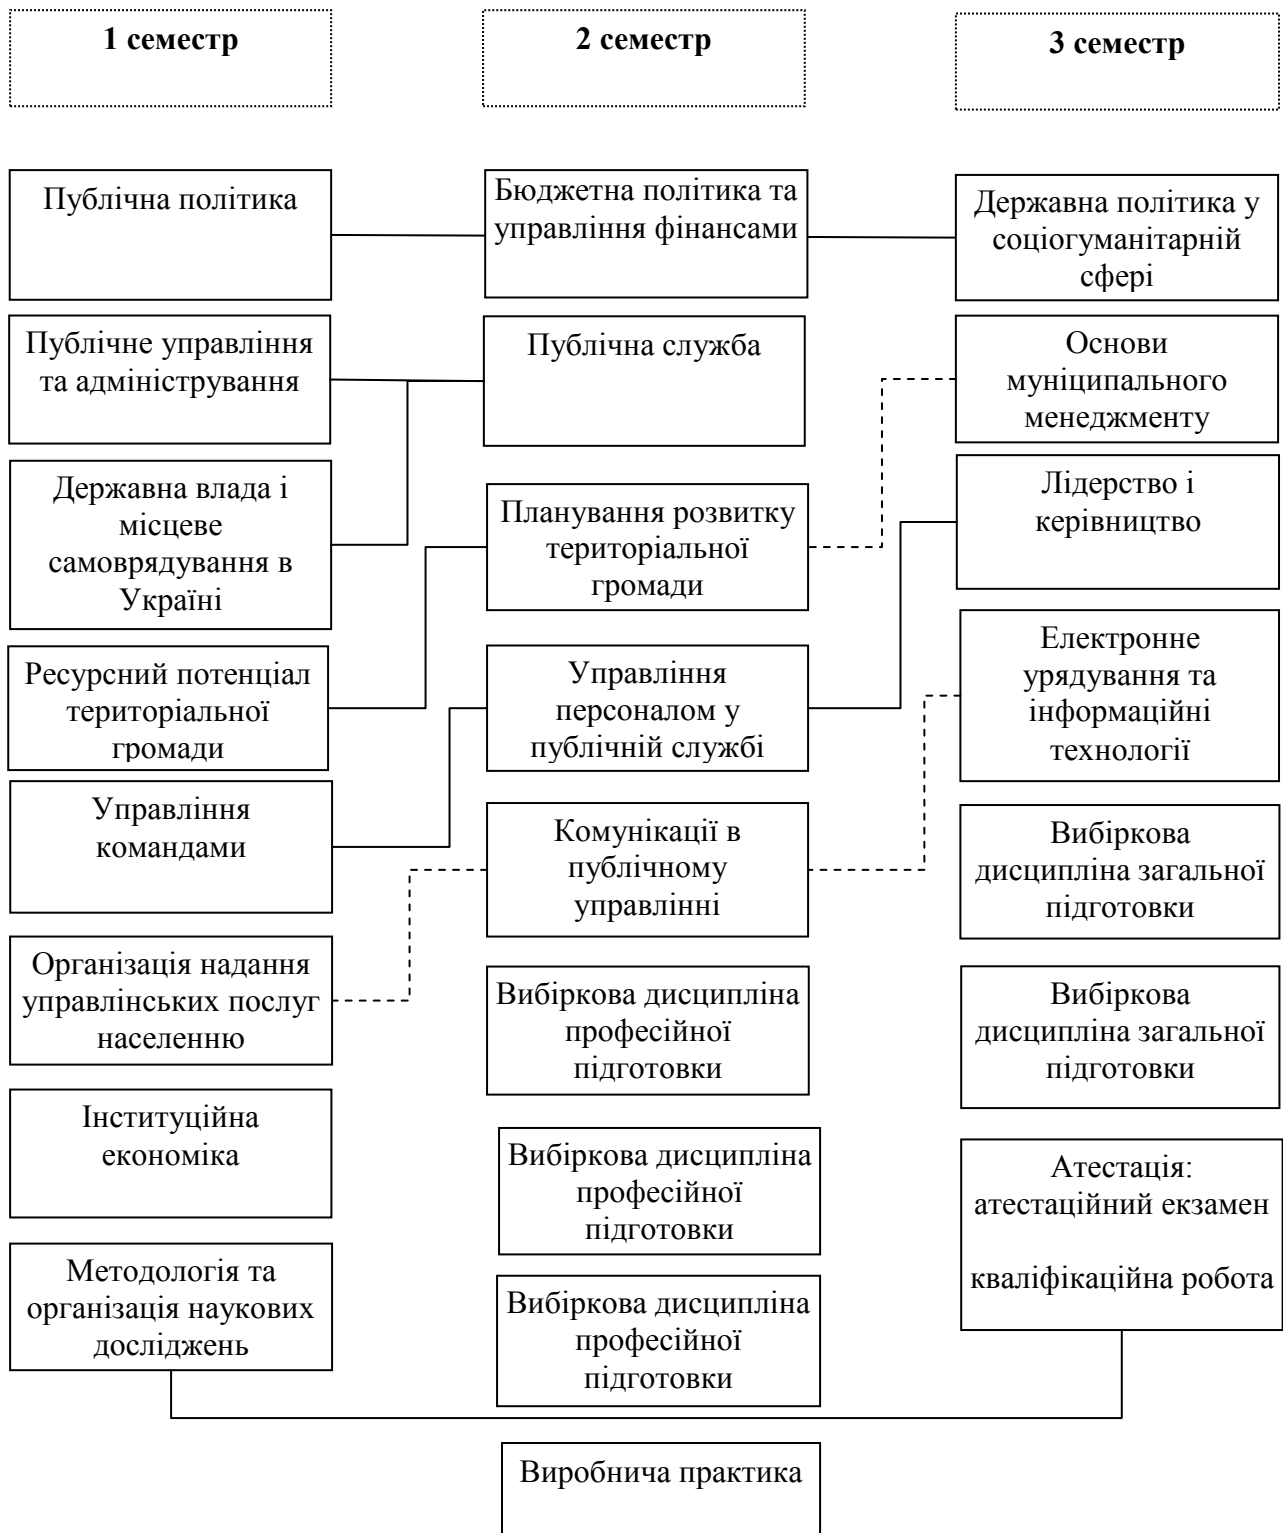 1 семестр
2 семестр
3 семестр
Публічна політика
Бюджетна політика та
управління фінансами
Державна політика у
соціогуманітарній
сфері
Публічне управління
та адміністрування
Публічна служба
Основи
муніципального
менеджменту
Державна влада і
місцеве
самоврядування в
Україні
Планування розвитку
територіальної
громади
Лідерство і
керівництво
Ресурсний потенціал
територіальної
громади
Управління
персоналом у
публічній службі
Електронне
урядування та
інформаційні
технології
Управління
командами
Комунікації в
публічному
управлінні
Вибіркова
дисципліна загальної
підготовки
Організація надання
управлінських послуг
населенню
Вибіркова дисципліна
професійної
підготовки
Вибіркова
дисципліна загальної
підготовки
Інституційна
економіка
Вибіркова дисципліна
професійної
підготовки
Атестація:
атестаційний екзамен
кваліфікаційна робота
Методологія та
організація наукових
досліджень
Вибіркова дисципліна
професійної
підготовки
Виробнича практика